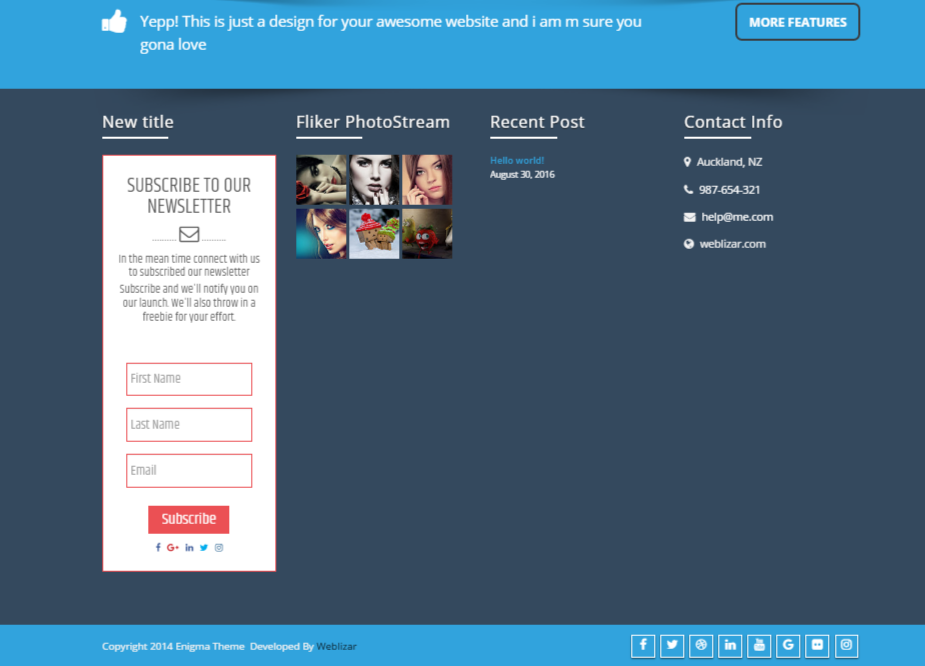 Yepp! This is just a design for your awesome website and i am m sure you
gona love
MORE FEATURES
New title
SUBSCRIBE TO OUR
NEWSLETTER
In the mean time connect with us
to subscribed our newsletter
Subscribe and we'll notify you on
our launch. We'll also throw in a
freebie for your effort.
First Name
Last Name
Email
Subscribe
Fliker PhotoStream
Recent Post
Hello world!
August 30, 2016
Contact Info
Auckland, NZ
987-654-321
help@me.com
weblizar.com
Copyright 2014 Enigma Theme Developed By Weblizar